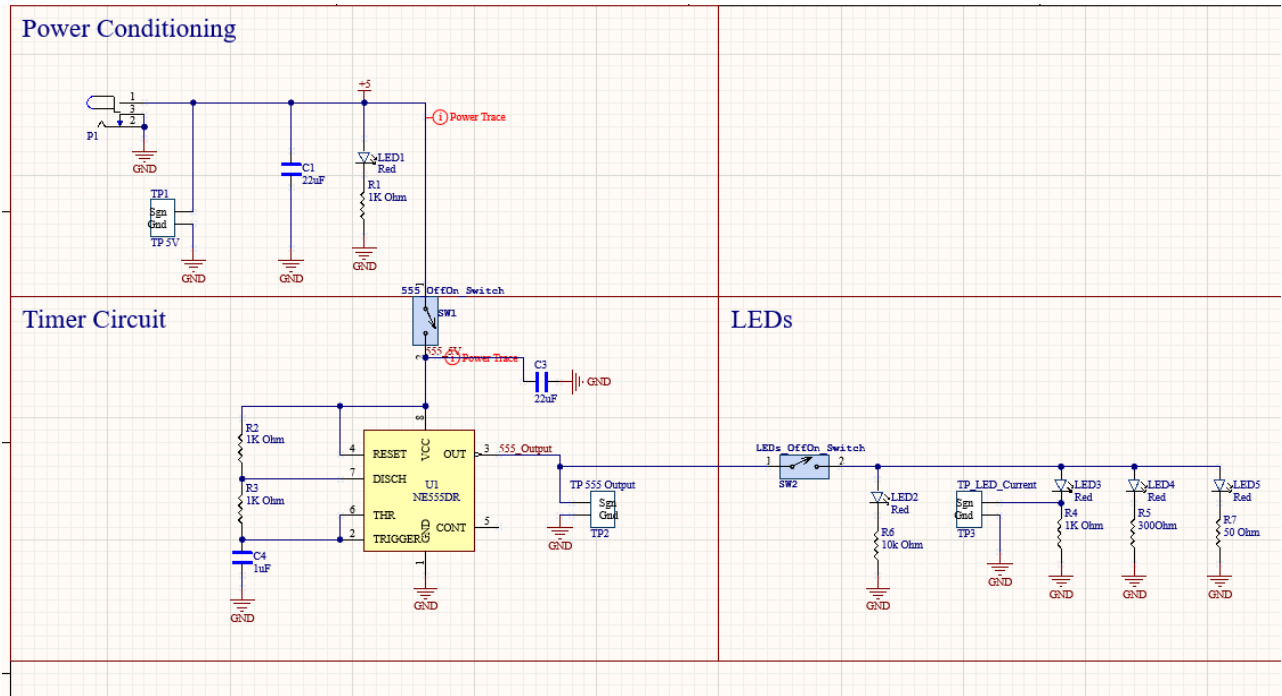 Power Conditioning
+5
1
3
2
P1
GND
Power Trace
LED1
Red
C1
22uF
R1
1K Ohm
TP1
Sgn
Gnd
TP 5V
GND
GND
GND
1
555_OffOn_Switch
Timer Circuit
LEDs
SW1
2
555_5V
Power Trace
C3
22uF
GND
R2
1K Ohm
8
4
RESET
VCC
OUT
3
555_Output
LEDs_OffOn_Switch
1
2
SW2
7
DISCH
U1
NE555DR
R3
1K Ohm
TP 555 Output
Sgn
Gnd
TP2
GND
6
THR
CONT
5
2
TRIGGER
GND
1
C4
1uF
GND
GND
LED2
Red
R6
10k Ohm
GND
TP_LED_Current
Sgn
Gnd
TP3
GND
LED3
Red
R4
1K Ohm
GND
LED4
Red
R5
300Ohm
GND
LED5
Red
R7
50 Ohm
GND